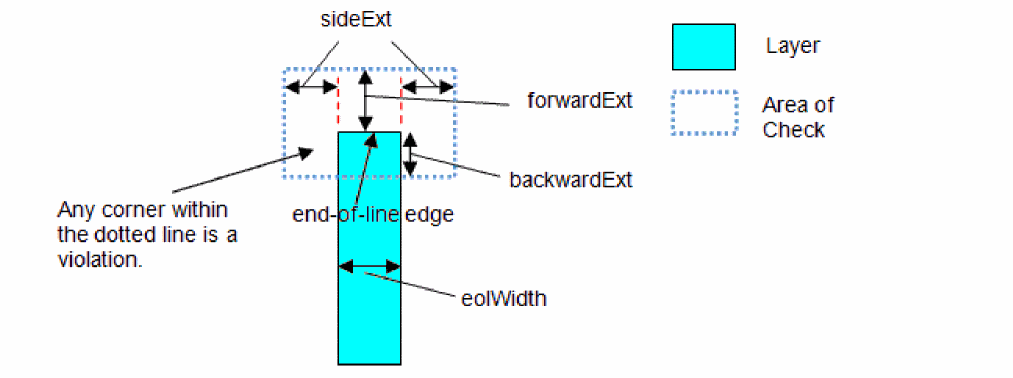 sideExt
Layer
forwardExt
Area of
Check
backwardExt
Any corner within
the dotted line is a
violation.
end-of-line edge
eolWidth